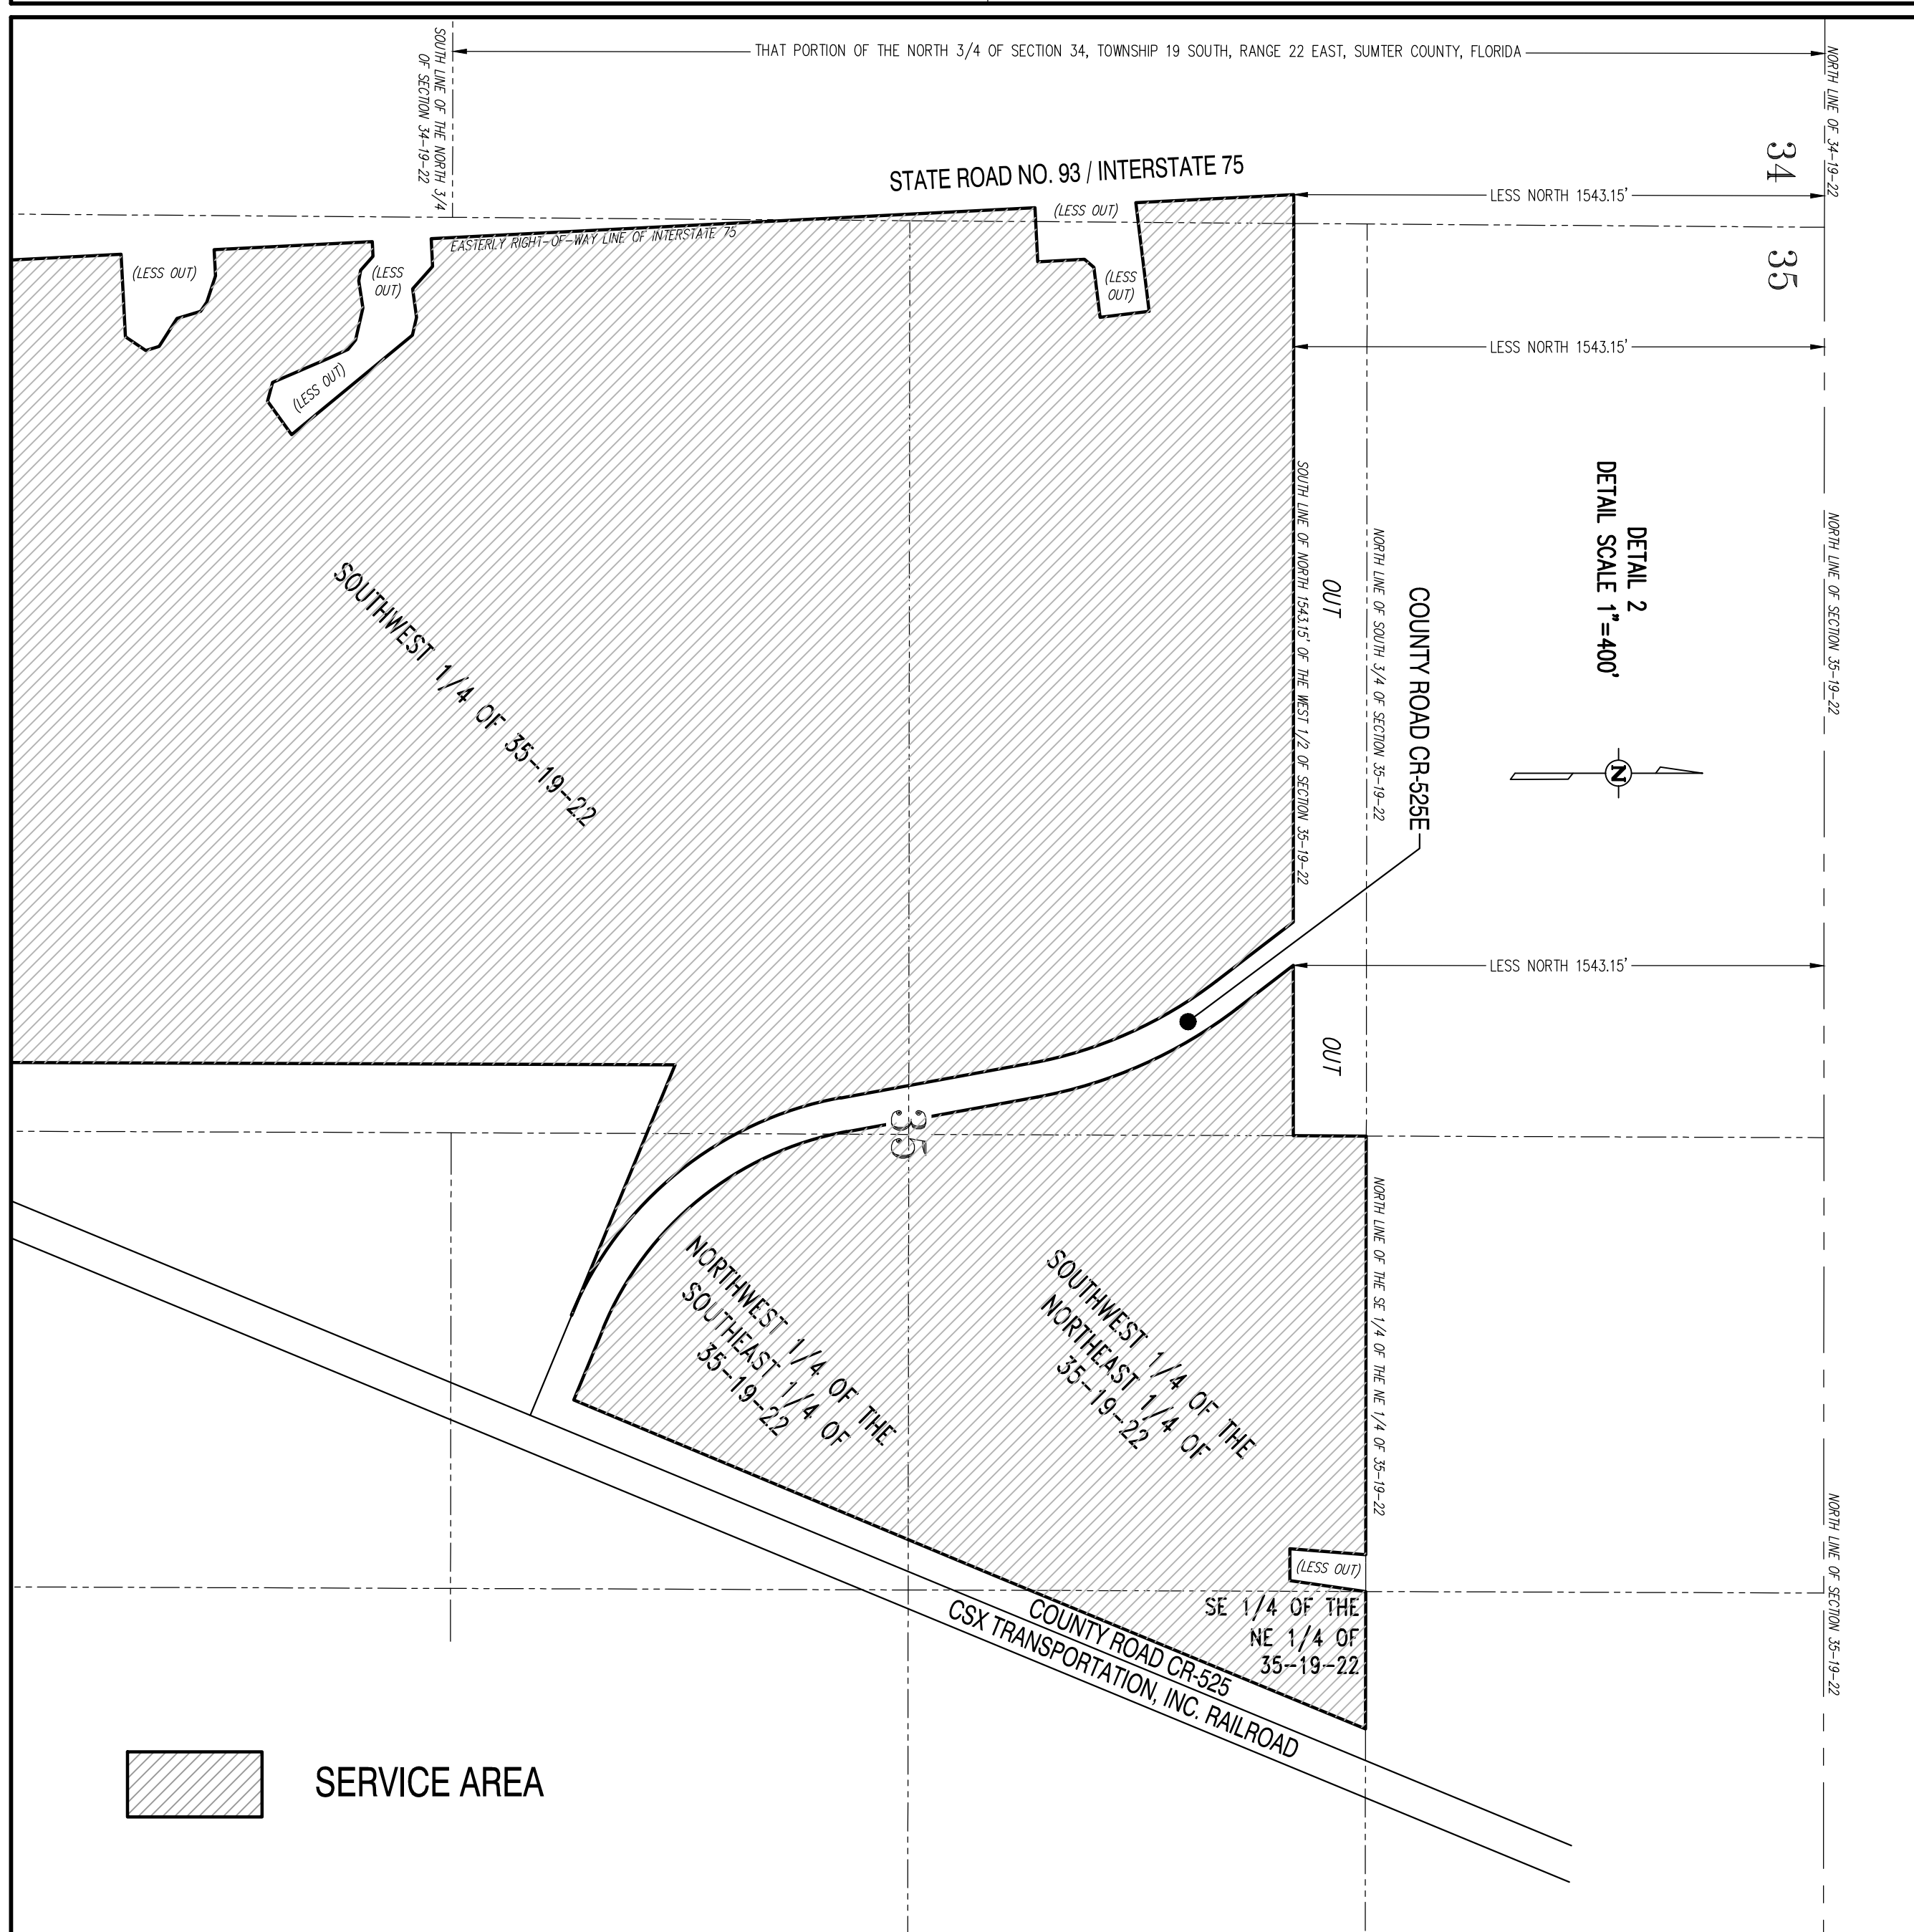 THAT PORTION OF THE NORTH 3/4 OF SECTION 34, TOWNSHIP 19 SOUTH, RANGE 22 EAST, SUMTER COUNTY, FLORIDA
SOUTH LINE OF THE NORTH 3/4
OF SECTION 34-19-22
NORTH LINE OF 34-19-22
34
STATE ROAD NO. 93 / INTERSTATE 75
LESS NORTH 1543.15'
(LESS OUT)
EASTERLY RIGHT-OF-WAY LINE OF INTERSTATE 75
35
(LESS OUT)
(LESS
OUT)
(LESS
OUT)
LESS NORTH 1543.15'
(LESS OUT)
SOUTH LINE OF NORTH 1543.15' OF THE WEST 1/2 OF SECTION 35-19-22
OUT
NORTH LINE OF SOUTH 3/4 OF SECTION 35-19-22
COUNTY ROAD CR-525E
DETAIL 2
DETAIL SCALE 1"=400'
NORTH LINE OF SECTION 35-19-22
N
SOUTHWEST 1/4 OF 35-19-22
LESS NORTH 1543.15'
OUT
35
NORTHWEST 1/4 OF THE
SOUTHEAST 1/4 OF
35-19-22
SOUTHWEST 1/4 OF THE
NORTHEAST 1/4 OF
35-19-22
NORTH LINE OF THE SE 1/4 OF THE NE 1/4 OF 35-19-22
NORTH LINE OF SECTION 35-19-22
(LESS OUT)
SE 1/4 OF THE
NE 1/4 OF
35-19-22
COUNTY ROAD CR-525
CSX TRANSPORTATION, INC. RAILROAD
SERVICE AREA